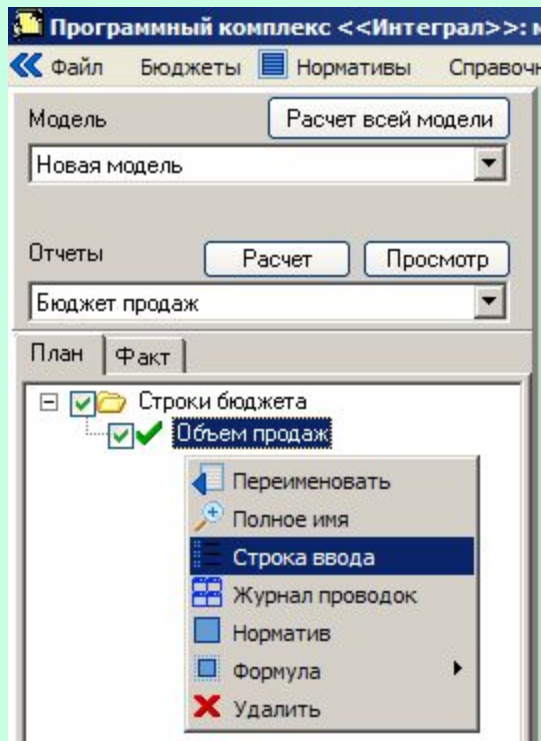 Программный комплекс <<Интеграл>>:
Файл Бюджеты Нормативы
Модель Расчет всей модели
Новая модель
Отчеты Расчет Просмотр
Бюджет продаж
План Факт
Строки бюджета
Объем продаж
Переименовать
Полное имя
Строка ввода
Журнал проводок
Норматив
Формула
Удалить